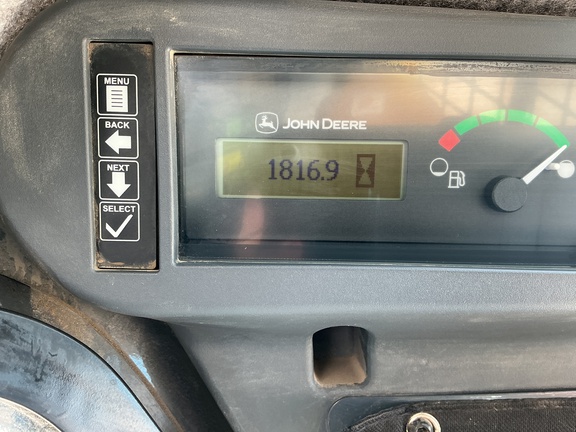 MENU
BACK
NEXT
SELECT
JOHN DEERE
1816.9